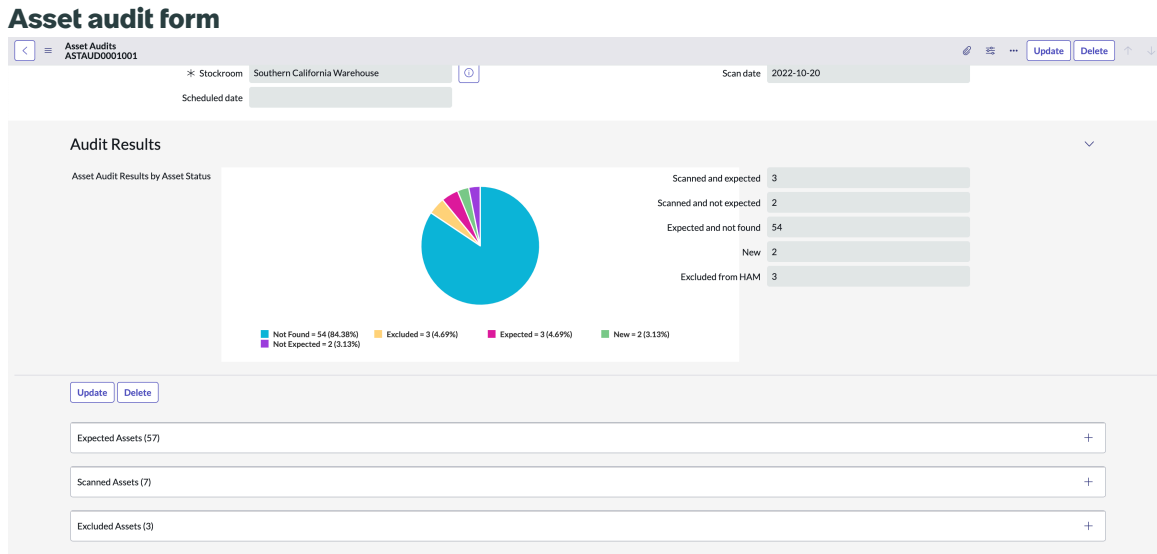 Asset audit form
Asset Audits
ASTAUD0001001
Update Delete
* Stockroom Southern California Warehouse
Scan date 2022-10-20
Scheduled date
Audit Results
Asset Audit Results by Asset Status
Scanned and expected 3
Scanned and not expected 2
Expected and not found 54
New 2
Excluded from HAM 3
Not Found = 54 (84.38%) Excluded = 3 (4.69%) Expected = 3 (4.69%) New = 2 (3.13%)
Not Expected = 2 (3.13%)
Update Delete
Expected Assets (57)
Scanned Assets (7)
Excluded Assets (3)